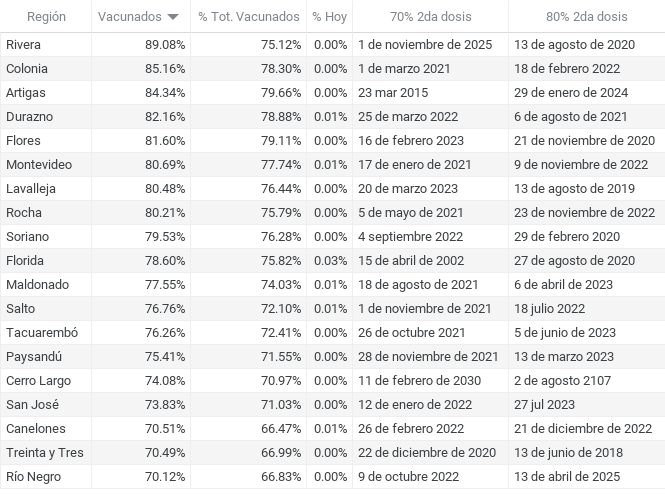 Región Vacunados % Tot. Vacunados % Hoy 70% 2da dosis 80% 2da dosis
Rivera 89.08% 75.12% 0.00% 1 de noviembre de 2025 13 de agosto de 2020
Colonia 85.16% 78.30% 0.00% 1 de marzo 2021 18 de febrero 2022
Artigas 84.34% 79.66% 0.00% 23 mar 2015 29 de enero de 2024
Durazno 82.16% 78.88% 0.01% 25 de marzo 2022 6 de agosto de 2021
Flores 81.60% 79.11% 0.00% 16 de febrero 2023 21 de noviembre de 2020
Montevideo 80.69% 77.74% 0.01% 17 de enero de 2021 9 de noviembre de 2022
Lavalleja 80.48% 76.44% 0.00% 20 de marzo 2023 13 de agosto de 2019
Rocha 80.21% 75.79% 0.00% 5 de mayo de 2021 23 de noviembre de 2022
Soriano 79.53% 76.28% 0.00% 4 septiembre 2022 29 de febrero 2020
Florida 78.60% 75.82% 0.03% 15 de abril de 2002 27 de agosto de 2020
Maldonado 77.55% 74.03% 0.01% 18 de agosto de 2021 6 de abril de 2023
Salto 76.76% 72.10% 0.01% 1 de noviembre de 2021 18 julio 2022
Tacuarembó 76.26% 72.41% 0.00% 26 de octubre 2021 5 de junio de 2023
Paysandú 75.41% 71.55% 0.00% 28 de noviembre de 2021 13 de marzo 2023
Cerro Largo 74.08% 70.97% 0.00% 11 de febrero de 2030 2 de agosto 2107
San José 73.83% 71.03% 0.00% 12 de enero de 2022 27 jul 2023
Canelones 70.51% 66.47% 0.01% 26 de febrero 2022 21 de diciembre de 2022
Treinta y Tres 70.49% 66.99% 0.00% 22 de diciembre de 2020 13 de junio de 2018
Río Negro 70.12% 66.83% 0.00% 9 de octubre 2022 13 de abril de 2025